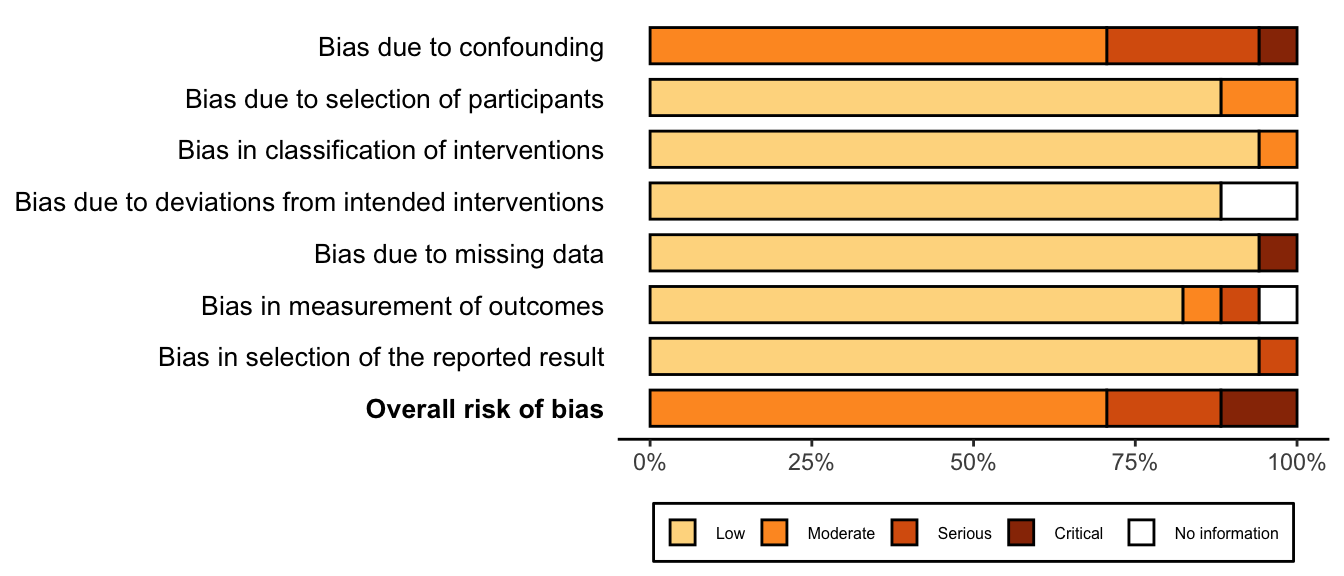 Bias due to confounding
Bias due to selection of participants
Bias in classification of interventions
Bias due to deviations from intended interventions
Bias due to missing data
Bias in measurement of outcomes
Bias in selection of the reported result
Overall risk of bias
0% 25% 50% 75% 100%
Low Moderate Serious Critical No information